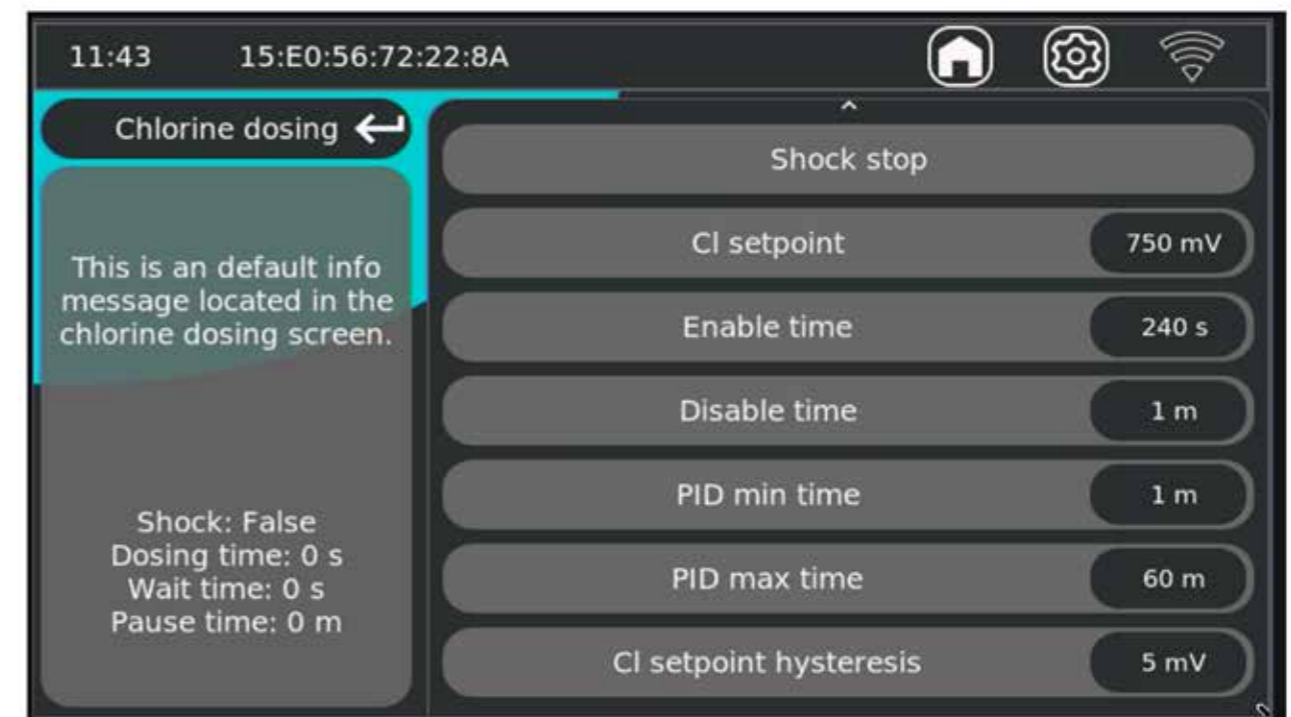 11:43 15:E0:56:72:22:8A
Chlorine dosing
This is an default info
message located in the
chlorine dosing screen.
Shock: False
Dosing time: 0 s
Wait time: 0 s
Pause time: 0 m
Shock stop
Cl setpoint 750 mV
Enable time 240 s
Disable time 1 m
PID min time 1 m
PID max time 60 m
Cl setpoint hysteresis 5 mV